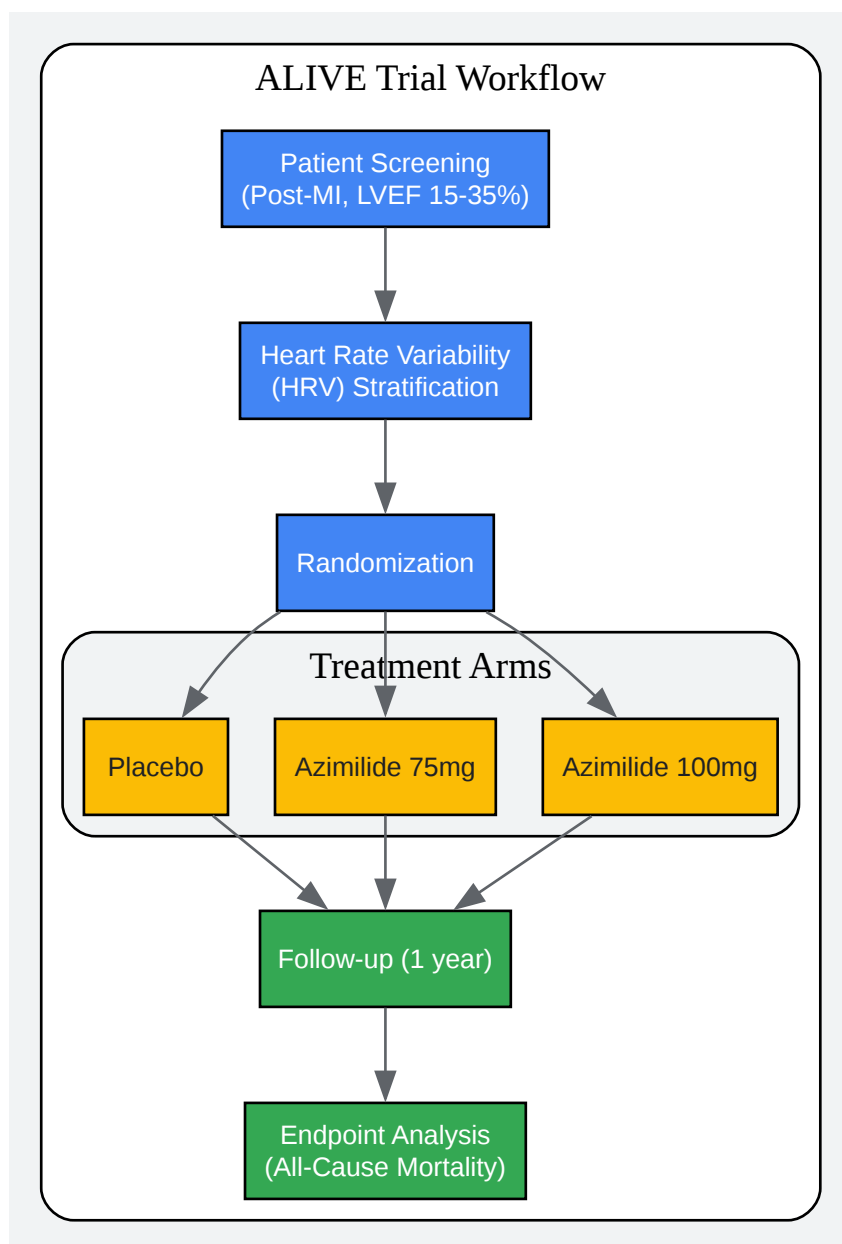 ALIVE Trial Workflow
Patient Screening
(Post-MI, LVEF 15-35%)
Heart Rate Variability
(HRV) Stratification
Randomization
Treatment Arms
Placebo
Azimilide 75mg
Azimilide 100mg
Follow-up (1 year)
Endpoint Analysis
(All-Cause Mortality)